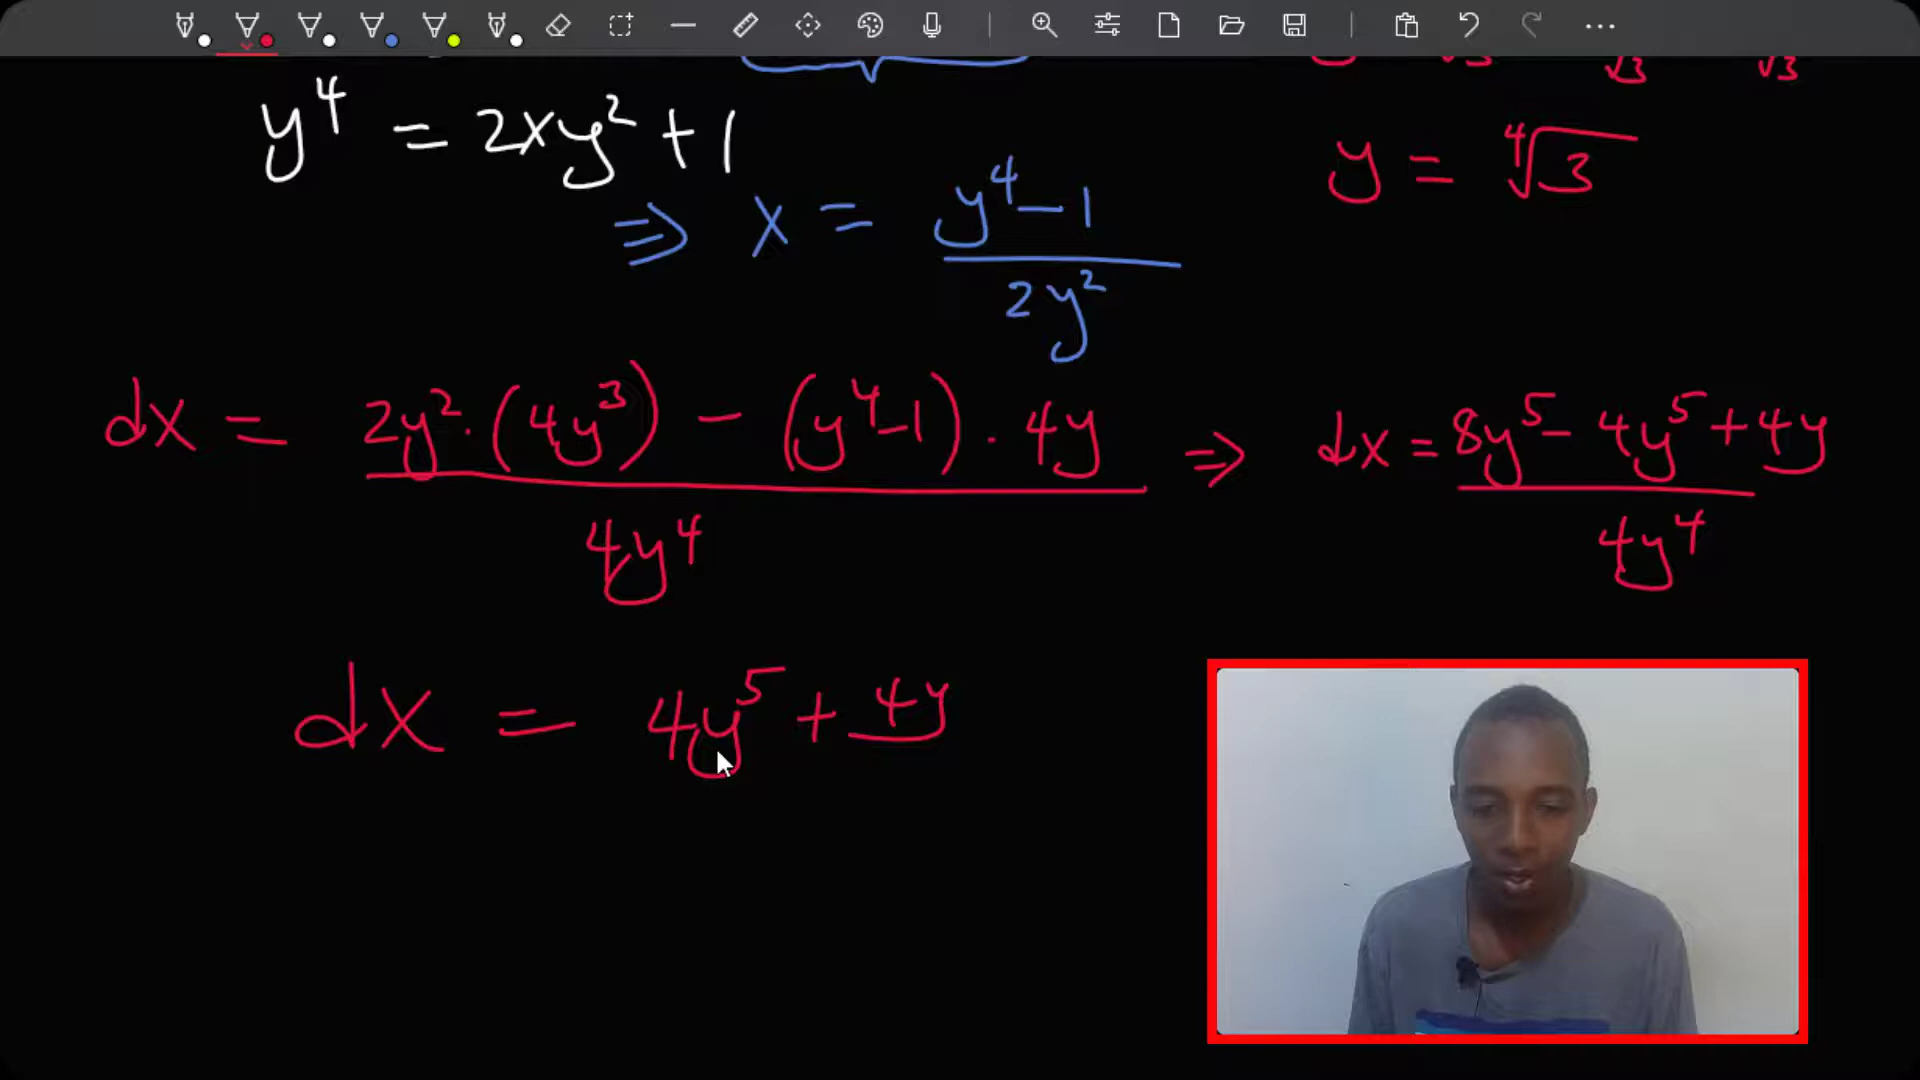 y⁴ = 2xy² + 1
y = ∜3
⇒ x = (y⁴ - 1) / 2y²
dx = (2y² · (4y³) - (y⁴ - 1) · 4y) / 4y⁴ ⇒ dx = (8y⁵ - 4y⁵ + 4y) / 4y⁴
dx = 4y⁵ + 4y